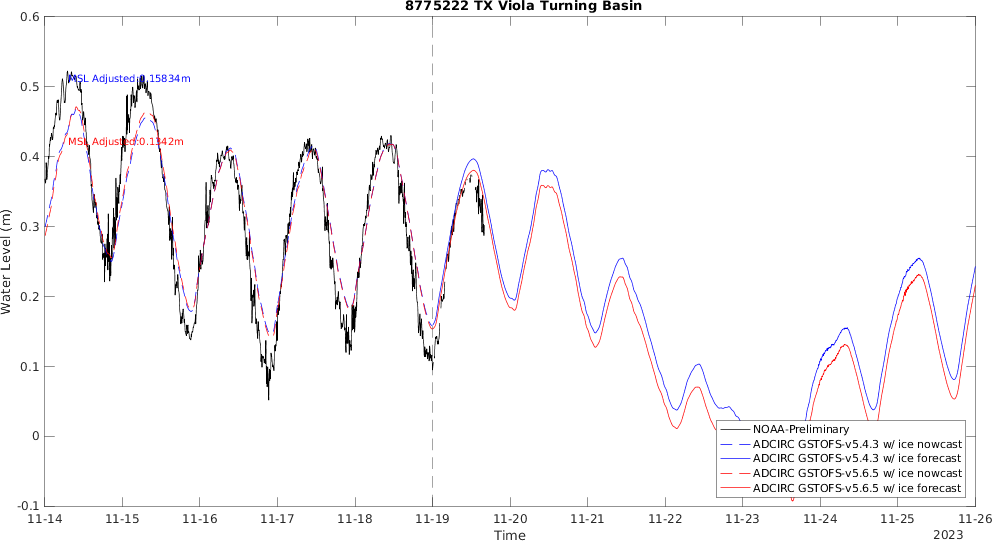 8775222 TX Viola Turning Basin
0.6
0.5
0.4
0.3
0.2
0.1
0
-0.1
Water Level (m)
MSL Adjusted:0.15834m
MSL Adjusted:0.1342m
NOAA-Preliminary
ADCIRC GSTOFS-v5.4.3 w/ ice nowcast
ADCIRC GSTOFS-v5.4.3 w/ ice forecast
ADCIRC GSTOFS-v5.6.5 w/ ice nowcast
ADCIRC GSTOFS-v5.6.5 w/ ice forecast
11-14 11-15 11-16 11-17 11-18 11-19 11-20 11-21 11-22 11-23 11-24 11-25 11-26
Time
2023